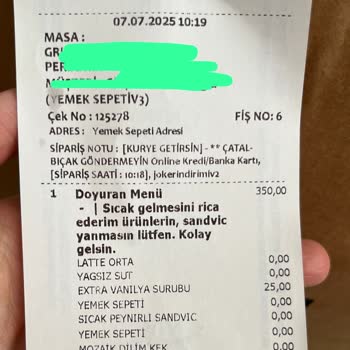 07.07.2025 10:19
MASA :
(YEMEK SEPETİV3)
Çek No : 125278 FİŞ NO: 6
ADRES : Yemek Sepeti Adresi
SİPARİŞ NOTU : [KURYE GETİRSİN] - ** ÇATAL-
BIÇAK GÖNDERMEYİN Online Kredi/Banka Kartı,
[SİPARİŞ SAATİ : 10:18], jokerindirimiv2
1 Doyuran Menü 350,00
- | Sıcak gelmesini rica
ederim ürünlerin, sandvic
yanmasın lütfen. Kolay
gelsin.
LATTE ORTA 0,00
YAGSIZ SUT 0,00
EXTRA VANILYA SURUBU 25,00
YEMEK SEPETİ 0,00
SICAK PEYNIRLI SANDVIC 0,00
YEMEK SEPETİ 0,00
MOZAIK DILIM KEK 0,00